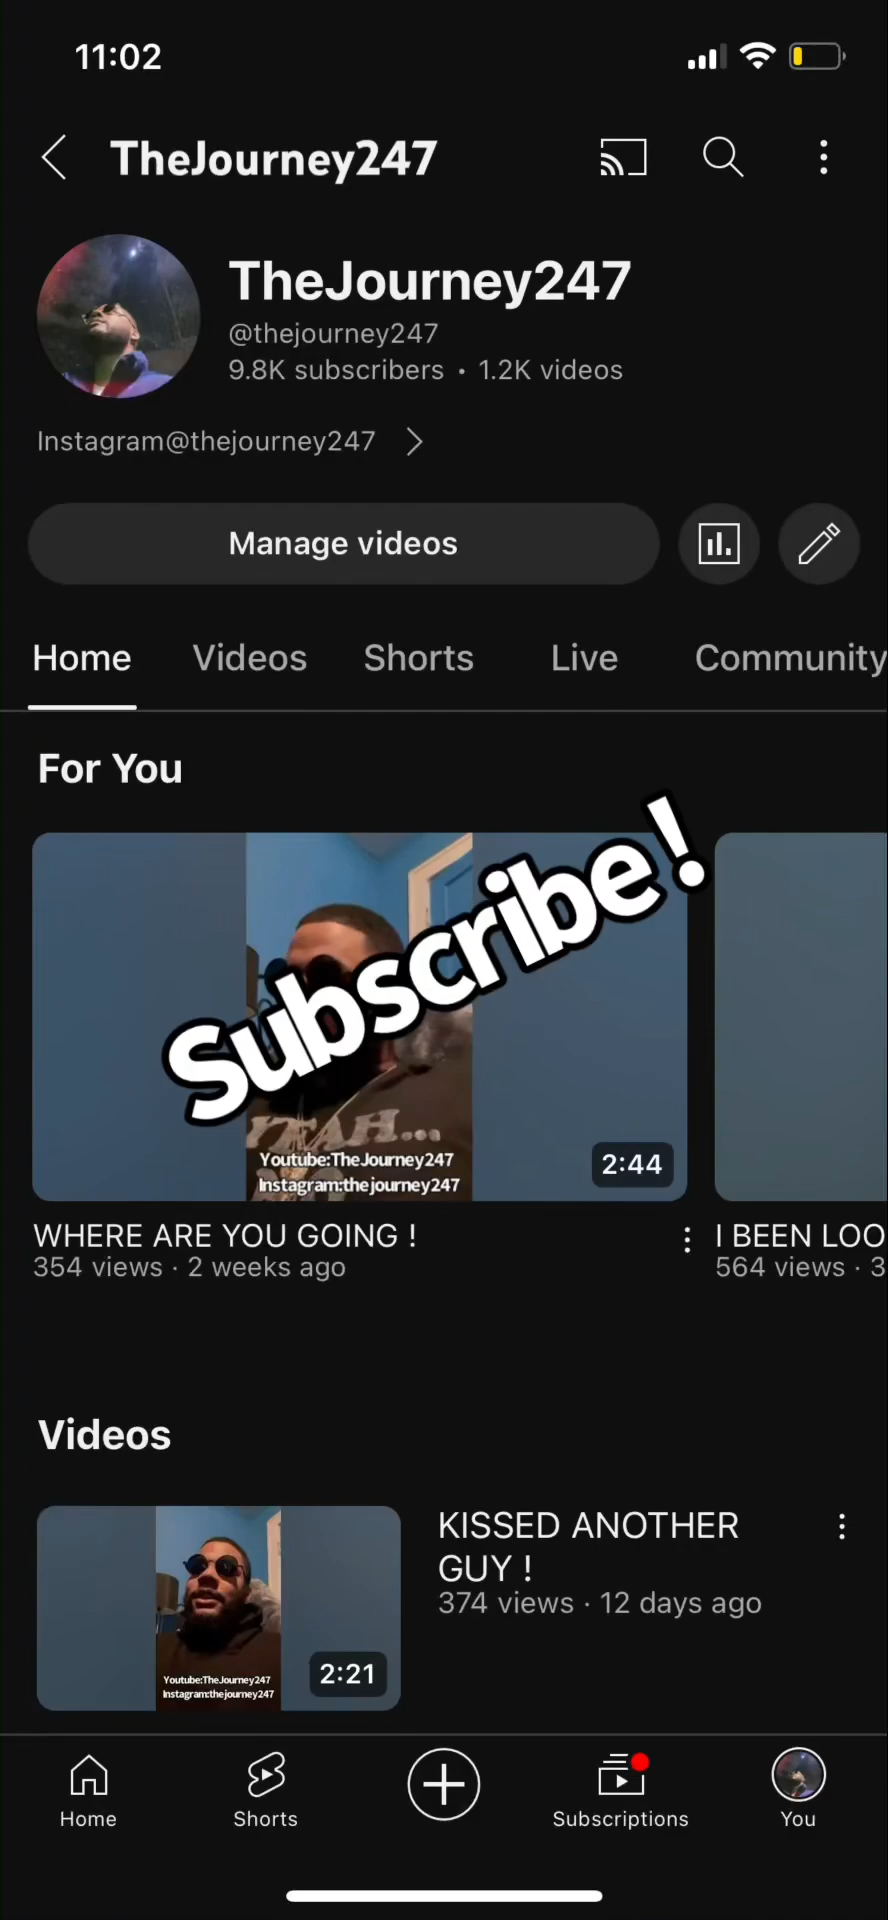 11:02
TheJourney247
TheJourney247
@thejourney247
9.8K subscribers • 1.2K videos
Instagram@thejourney247
Manage videos
Home Videos Shorts Live Community
For You
Subscribe!
YEAH...
Youtube:TheJourney247
Instagram:thejourney247
2:44
WHERE ARE YOU GOING !
354 views · 2 weeks ago
I BEEN LOO
564 views · 3
Videos
Youtube:TheJourney247
Instagram:thejourney247
2:21
KISSED ANOTHER
GUY !
374 views · 12 days ago
Home Shorts Subscriptions You